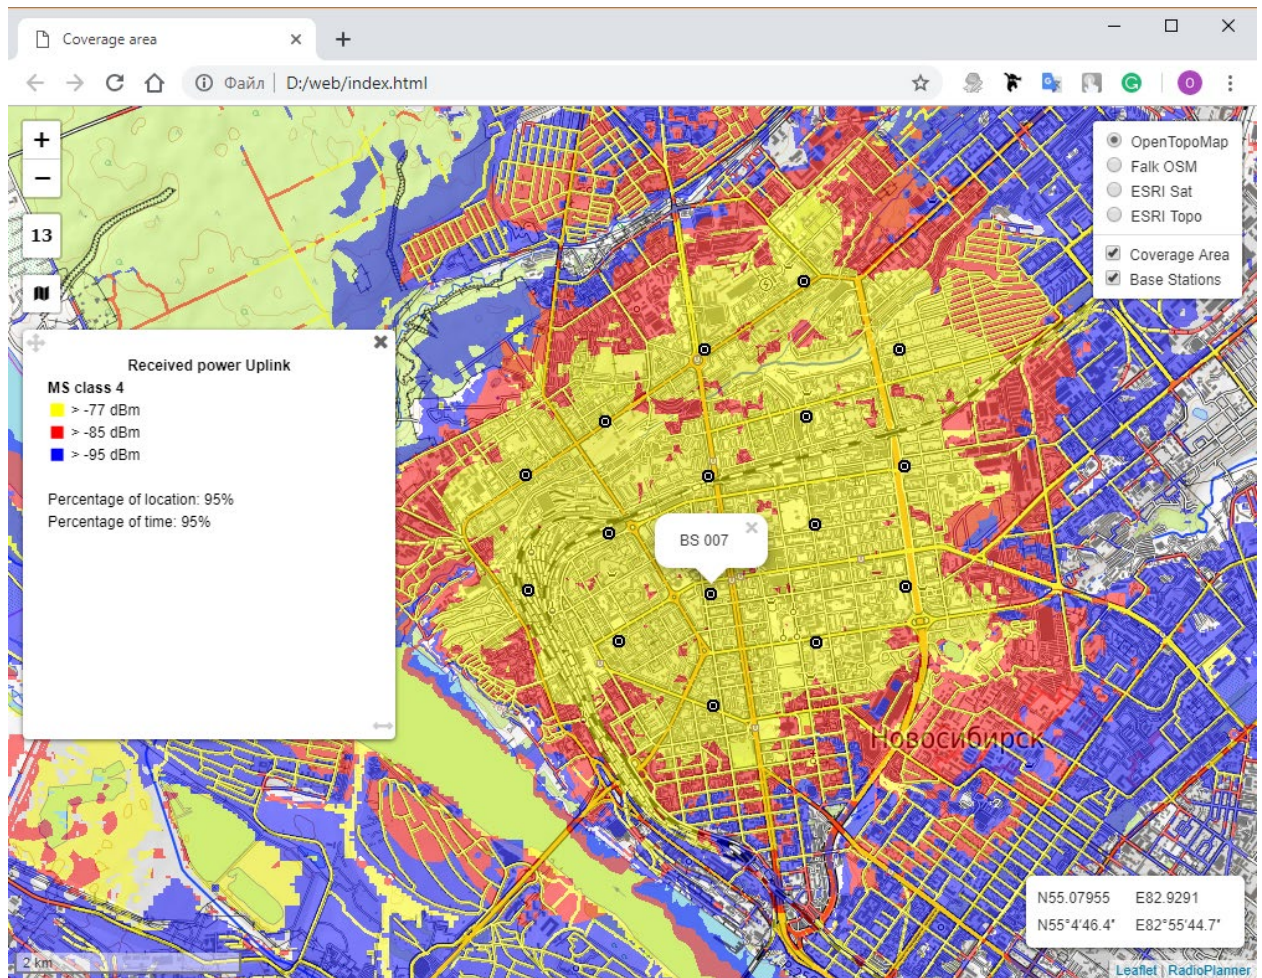 Coverage area
Файл | D:/web/index.html
O
+
−
13
OpenTopoMap
Falk OSM
ESRI Sat
ESRI Topo
Coverage Area
Base Stations
Received power Uplink
MS class 4
> -77 dBm
> -85 dBm
> -95 dBm
Percentage of location: 95%
Percentage of time: 95%
BS 007
Новосибирск
N55.07955 E82.9291
N55°4'46.4" E82°55'44.7"
2 km
Leaflet | RadioPlanner